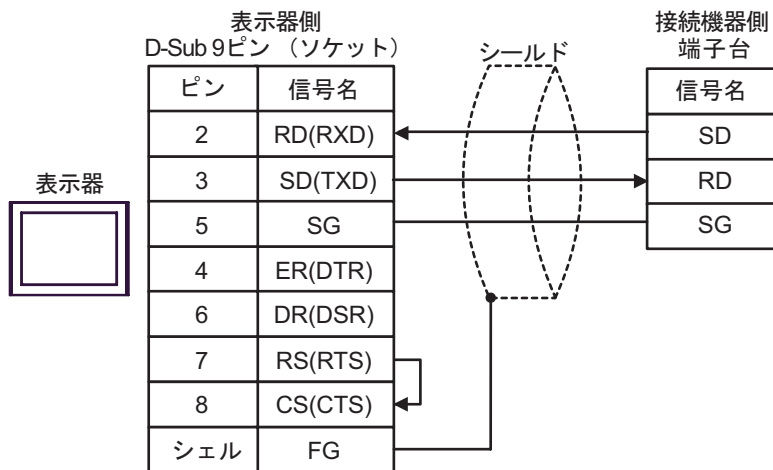 表示器側
D-Sub 9ピン （ソケット）
シールド
接続機器側
端子台
ピン 信号名
信号名
2 RD(RXD)
SD
3 SD(TXD)
RD
5 SG
SG
表示器
4 ER(DTR)
6 DR(DSR)
7 RS(RTS)
8 CS(CTS)
シェル FG